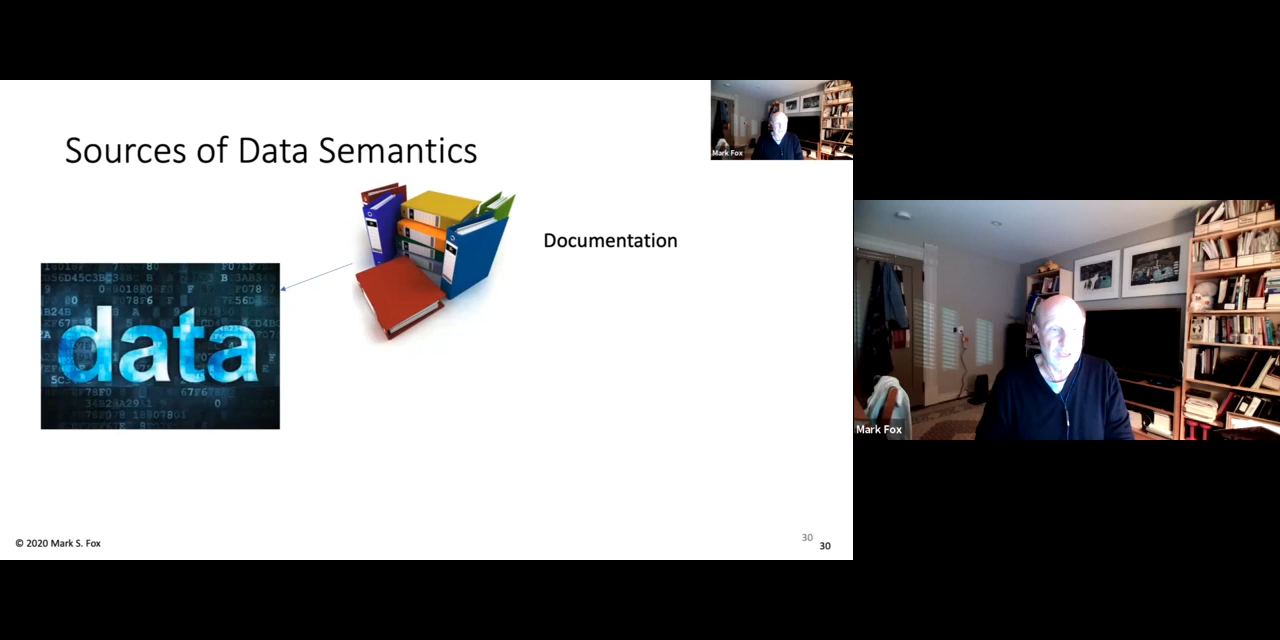 Sources of Data Semantics
Mark Fox
Documentation
data
© 2020 Mark S. Fox
30
30
Mark Fox